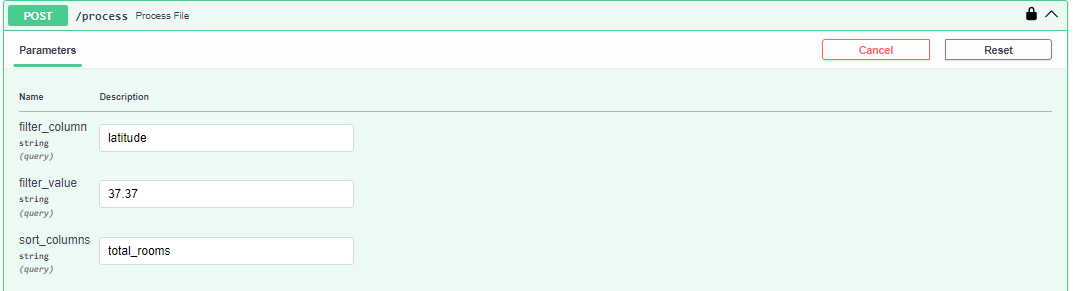 POST /process Process File
Parameters Cancel Reset
Name Description
filter_column
string
(query)
latitude
filter_value
string
(query)
37.37
sort_columns
string
(query)
total_rooms